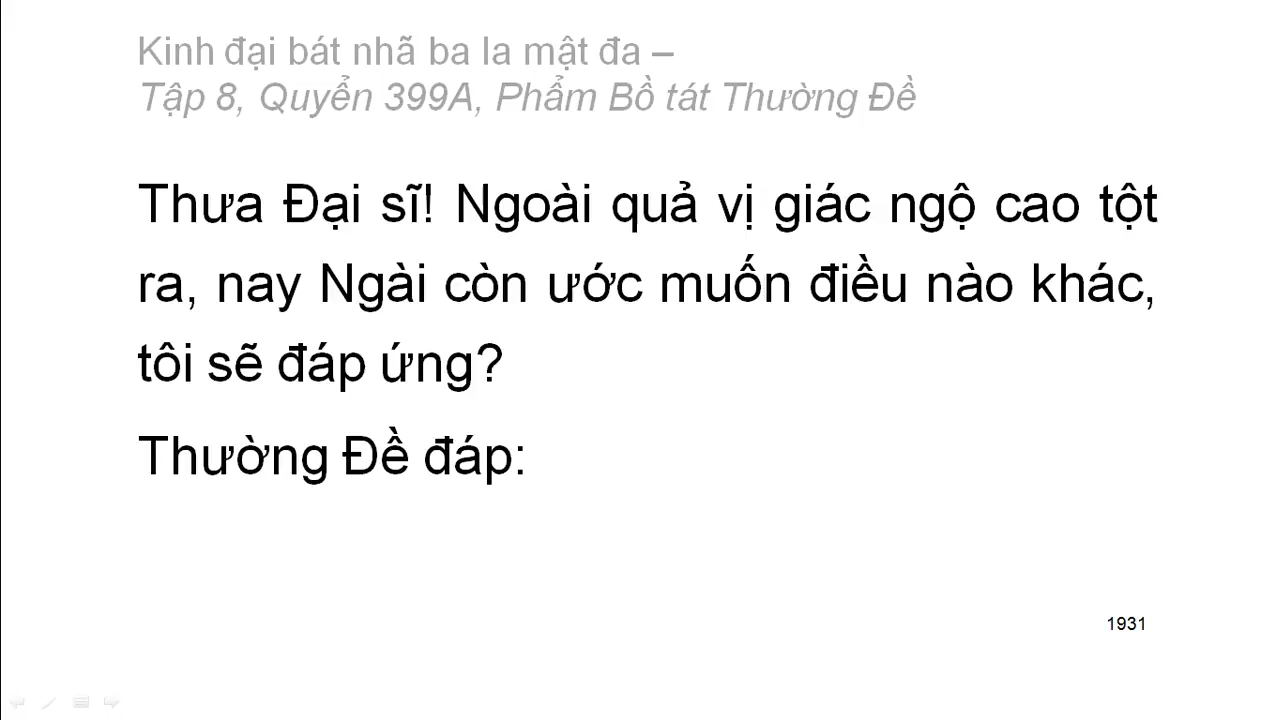 Kinh đại bát nhã ba la mật đa –
Tập 8, Quyển 399A, Phẩm Bồ tát Thường Đề
Thưa Đại sĩ! Ngoài quả vị giác ngộ cao tột
ra, nay Ngài còn ước muốn điều nào khác,
tôi sẽ đáp ứng?
Thường Đề đáp:
1931